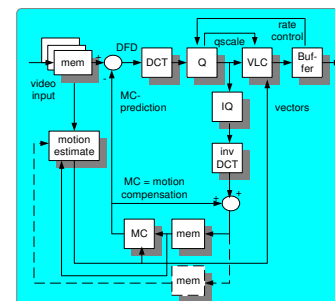 rate
control
DFD
qscale
mem
+
-
DCT
Q
VLC
Buf-
fer
video
input
MC-
prediction
IQ
vectors
motion
estimate
inv
DCT
MC = motion
compensation
+
+
MC
mem
mem